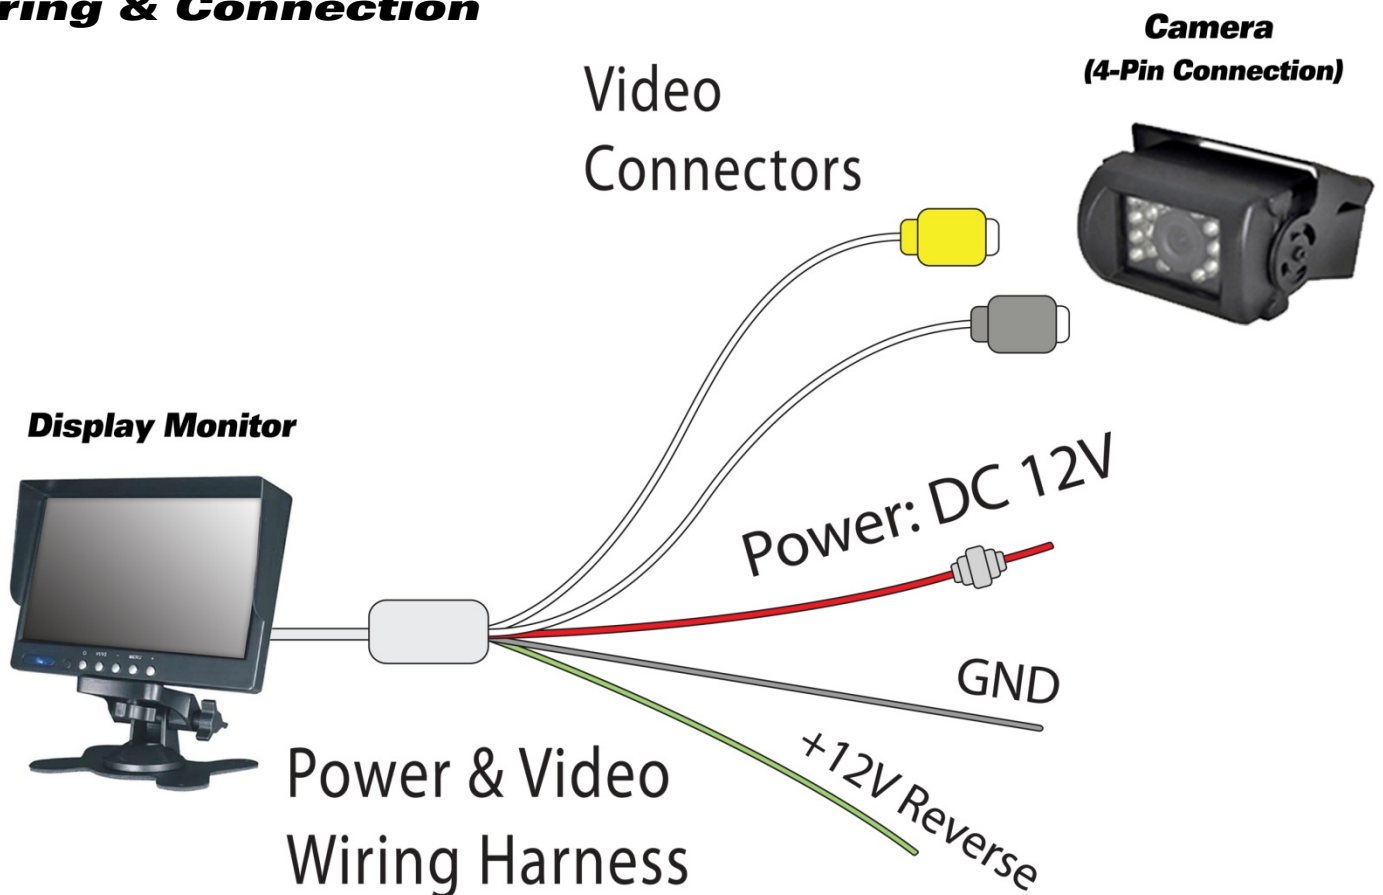 ring & Connection
Camera
(4-Pin Connection)
Video
Connectors
Display Monitor
Power: DC 12V
GND
+12V Reverse
Power & Video
Wiring Harness